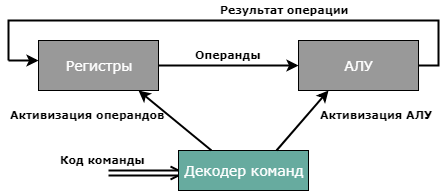 Результат операции
Операнды
Регистры
АЛУ
Активизация операндов
Активизация АЛУ
Код команды
Декодер команд